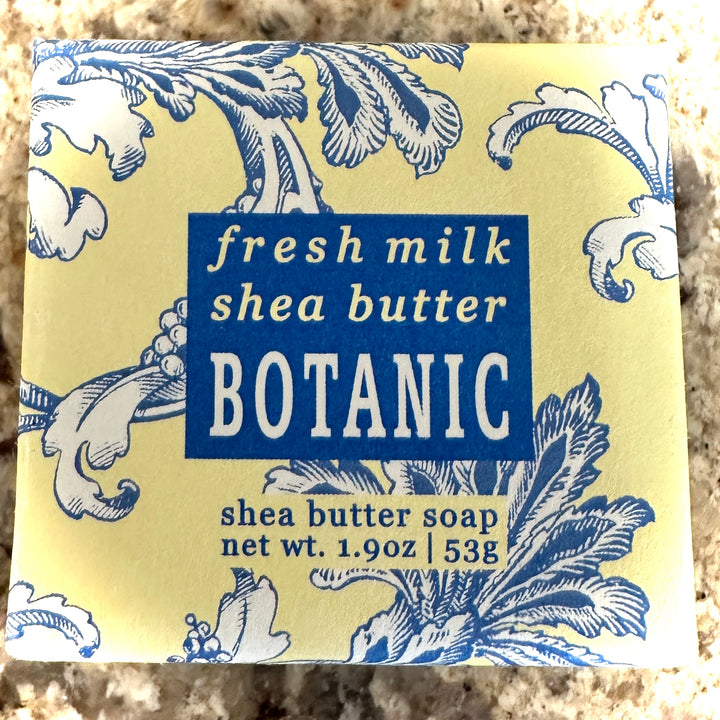 fresh milk
shea butter
BOTANIC
shea butter soap
net wt. 1.9oz | 53g